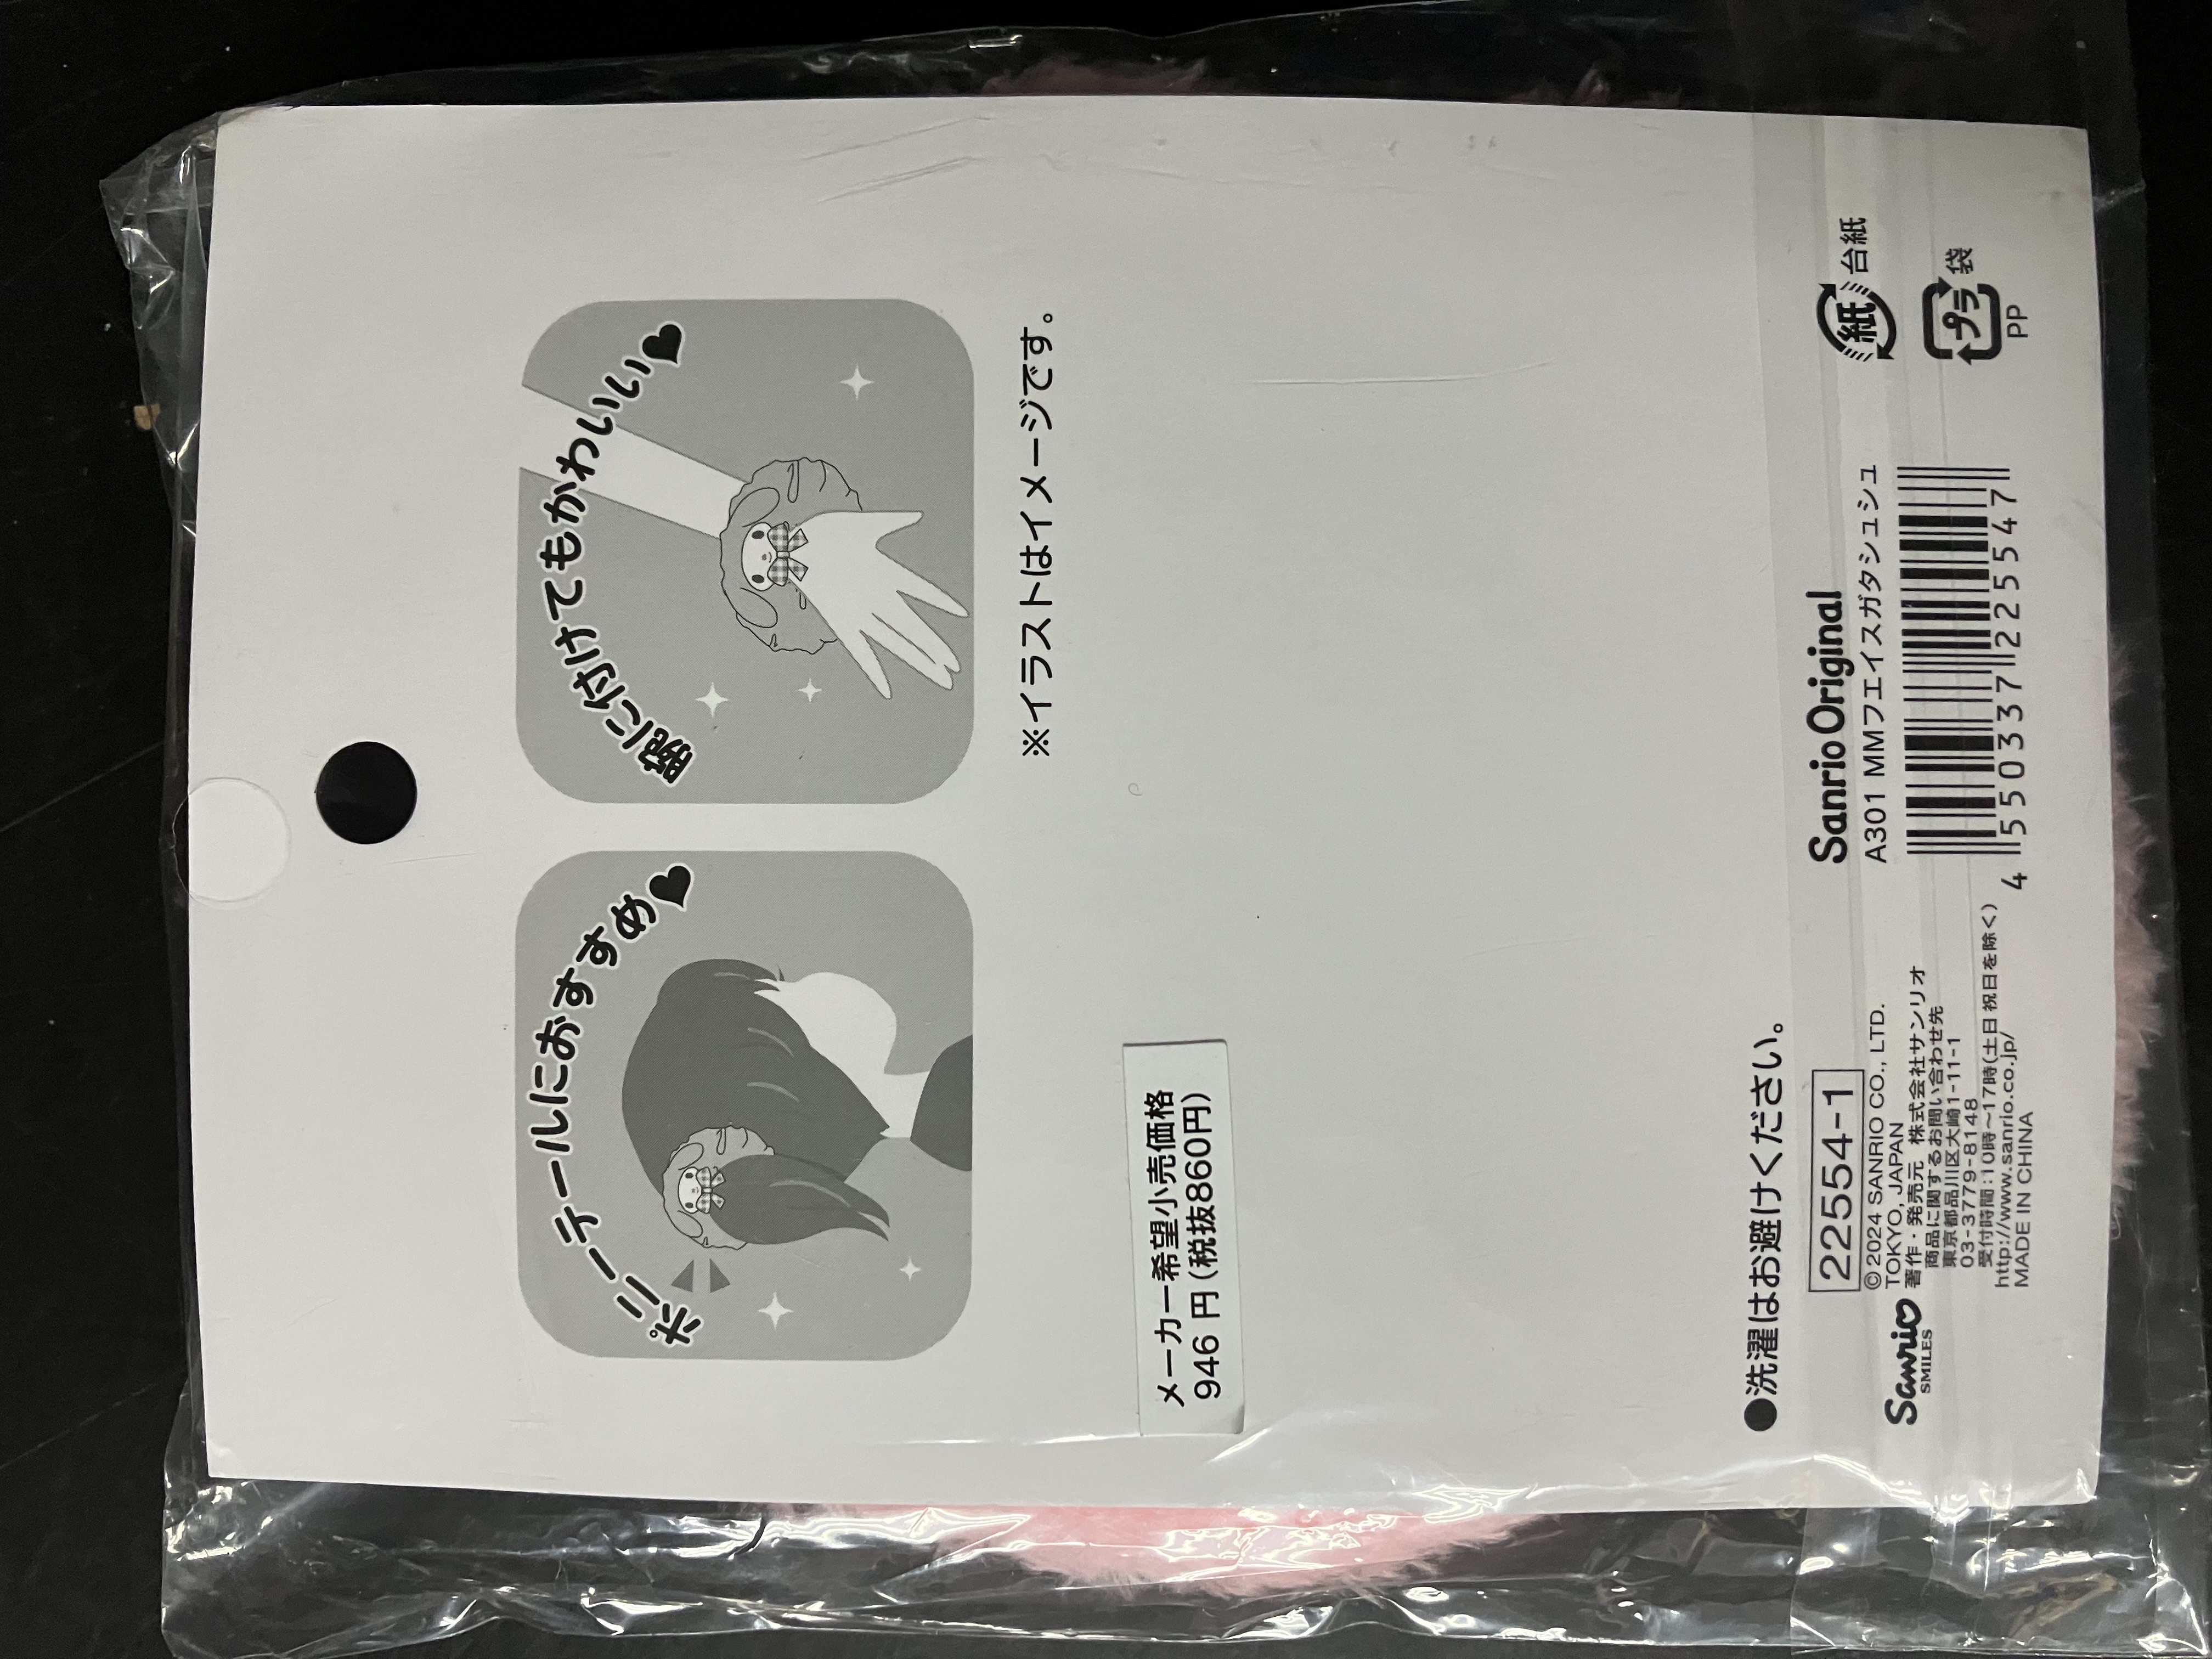 ポニーテールにおすすめ♥
腕に付けてもかわいい♥
※イラストはイメージです。
メーカー希望小売価格
946 円(税抜860円)
●洗濯はお避けください。
22554-1
Sanrio
SMILES
©2024 SANRIO CO., LTD.
TOKYO, JAPAN
著作・発売元 株式会社サンリオ
商品に関するお問い合わせ先
東京都品川区大崎1-11-1
03-3779-8148
受付時間:10時～17時(土日祝日を除く)
http://www.sanrio.co.jp/
MADE IN CHINA
Sanrio Original
A301 MMフエイスガタシュシュ
4 550337 225547
紙 台紙
プラ 袋
PP